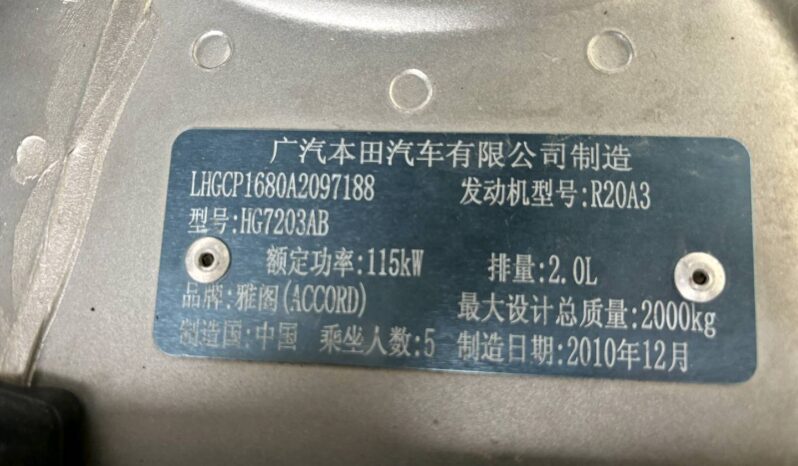 广汽本田汽车有限公司制造
LHGCP1680A2097188 发动机型号:R20A3
型号:HG7203AB
额定功率:115kW 排量:2.0L
品牌:雅阁(ACCORD) 最大设计总质量:2000kg
制造国:中国 乘坐人数:5 制造日期:2010年12月